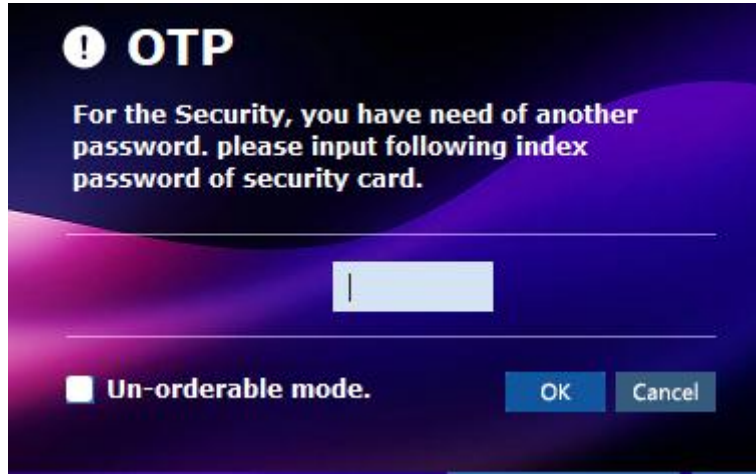 OTP
For the Security, you have need of another
password. please input following index
password of security card.
Un-orderable mode.
OK Cancel